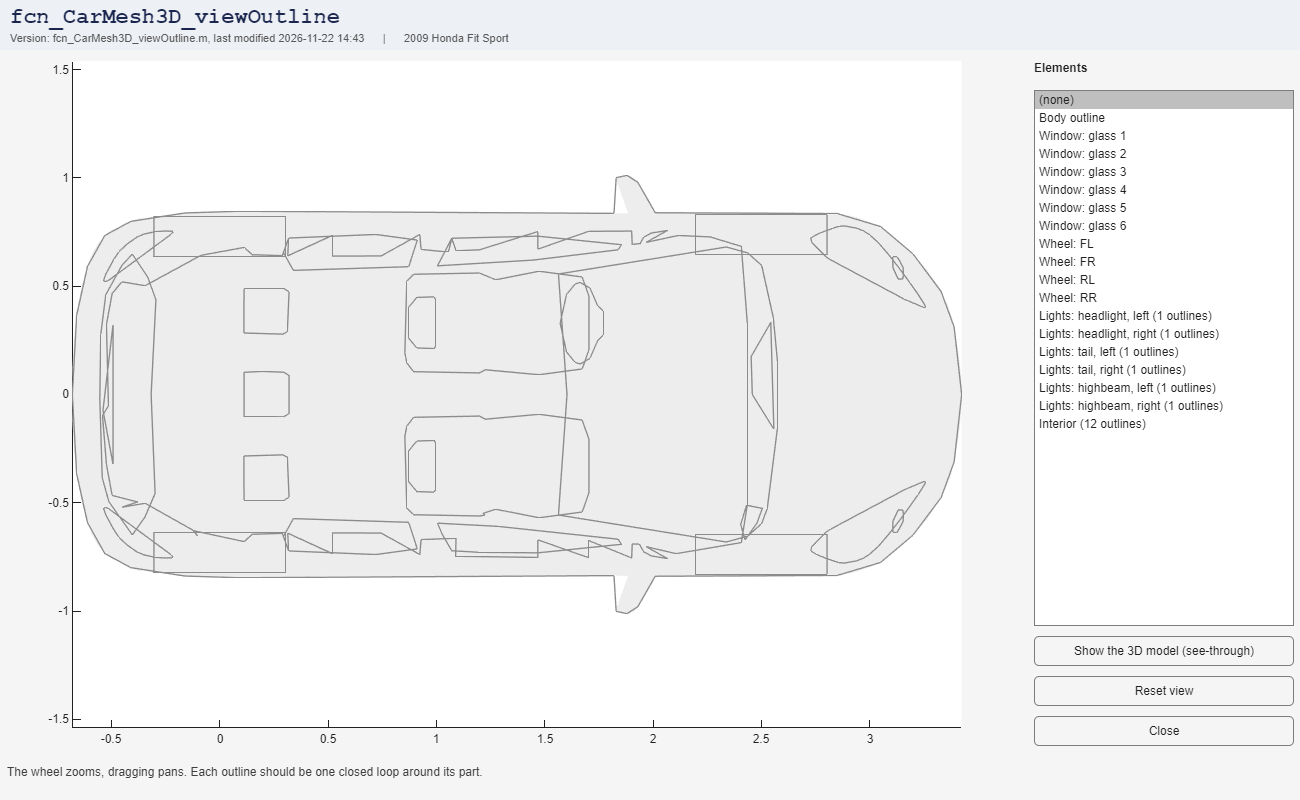 fcn_CarMesh3D_viewOutline
Version: fcn_CarMesh3D_viewOutline.m, last modified 2026-11-22 14:43 | 2009 Honda Fit Sport
Elements
(none)
Body outline
Window: glass 1
Window: glass 2
Window: glass 3
Window: glass 4
Window: glass 5
Window: glass 6
Wheel: FL
Wheel: FR
Wheel: RL
Wheel: RR
Lights: headlight, left (1 outlines)
Lights: headlight, right (1 outlines)
Lights: tail, left (1 outlines)
Lights: tail, right (1 outlines)
Lights: highbeam, left (1 outlines)
Lights: highbeam, right (1 outlines)
Interior (12 outlines)
Show the 3D model (see-through)
Reset view
Close
1.5
1
0.5
0
-0.5
-1
-1.5
-0.5 0 0.5 1 1.5 2 2.5 3
The wheel zooms, dragging pans. Each outline should be one closed loop around its part.